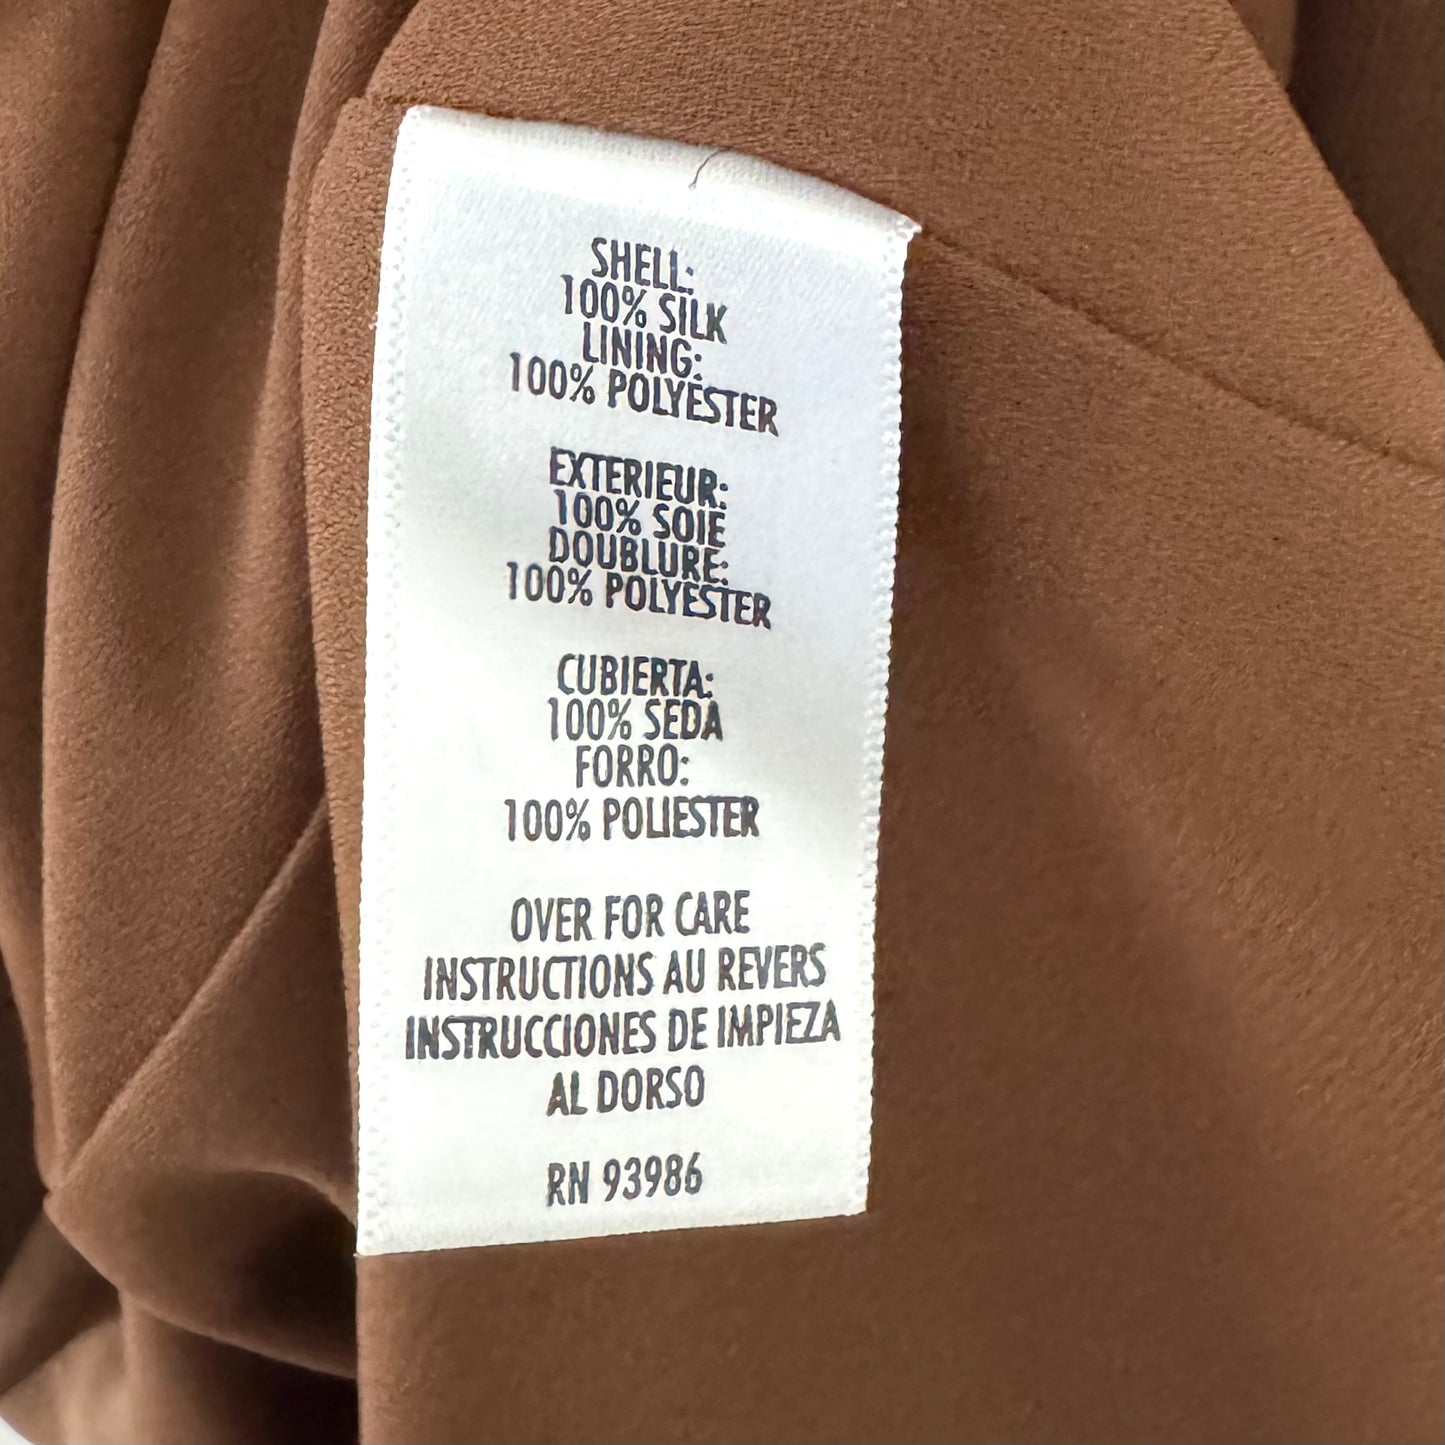 SHELL:
100% SILK
LINING:
100% POLYESTER
EXTERIEUR:
100% SOIE
DOUBLURE:
100% POLYESTER
CUBIERTA:
100% SEDA
FORRO:
100% POLIESTER
OVER FOR CARE
INSTRUCTIONS AU REVERS
INSTRUCCIONES DE IMPIEZA
AL DORSO
RN 93986